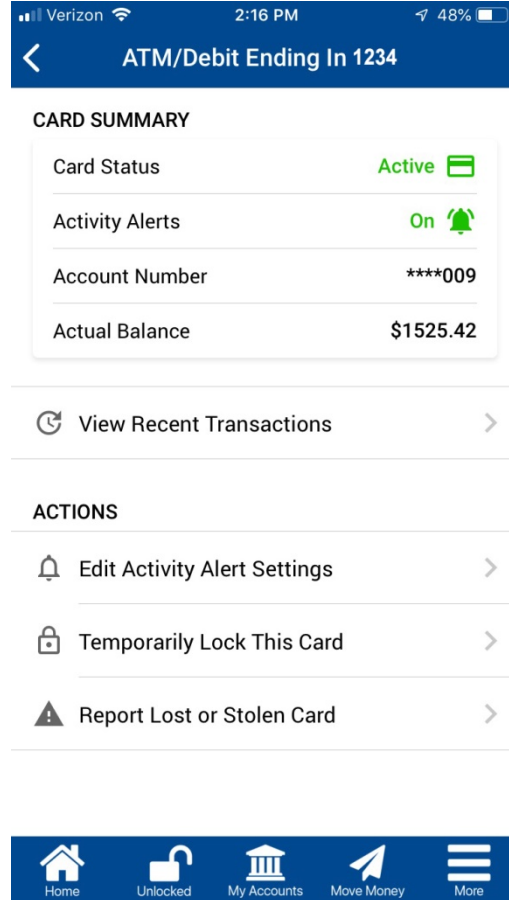 Verizon 2:16 PM 48%
ATM/Debit Ending In 1234
CARD SUMMARY
Card Status Active
Activity Alerts On
Account Number ****009
Actual Balance $1525.42
View Recent Transactions
ACTIONS
Edit Activity Alert Settings
Temporarily Lock This Card
Report Lost or Stolen Card
Home Unlocked My Accounts Move Money More